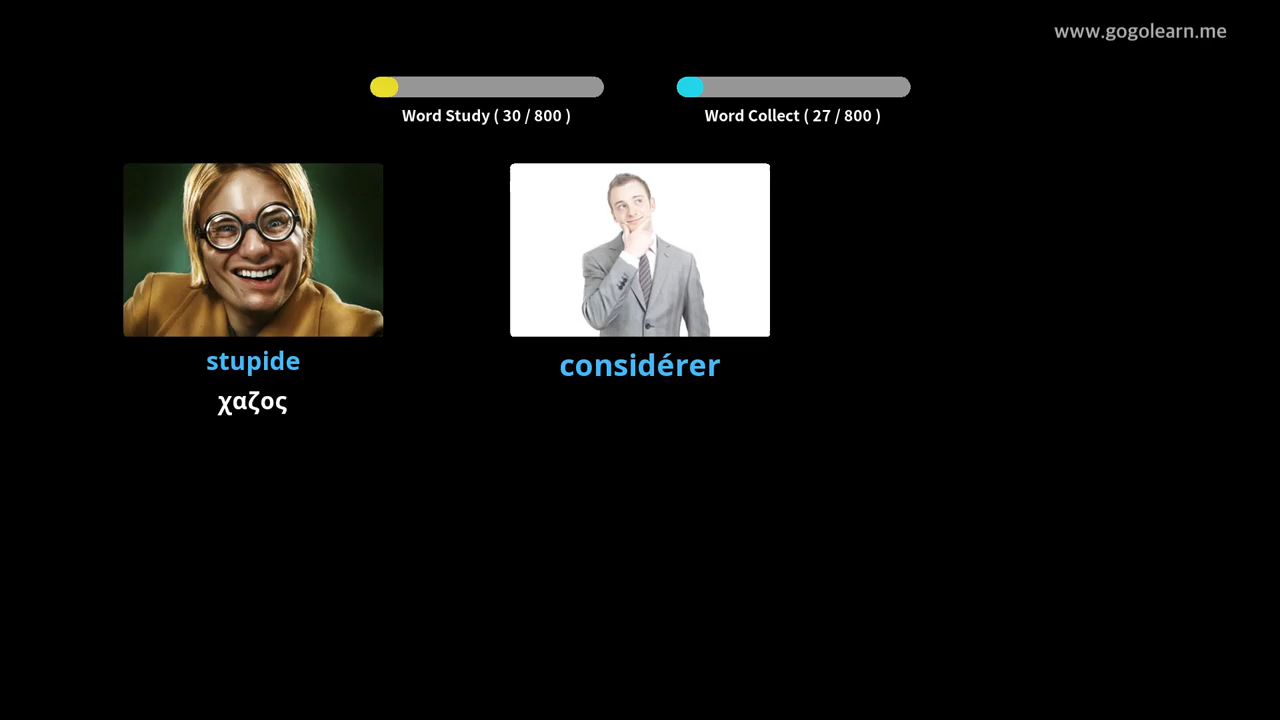 www.gogolearn.me
Word Study ( 30 / 800 )
Word Collect ( 27 / 800 )
stupide
χαζος
considérer